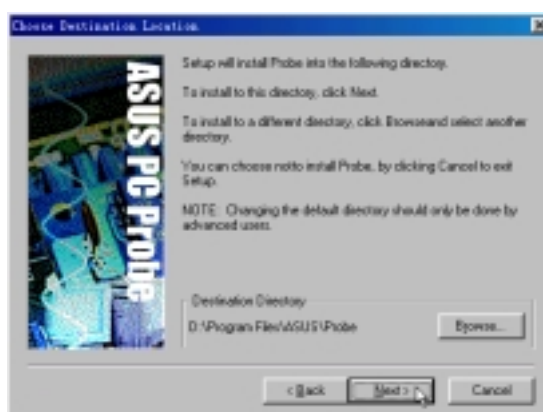 Choose Destination Location.
ASUS PC Probe
Setup will install Probe into the following directory.
To install to this directory, click Next.
To install to a different directory, click Browseand select another
directory.
You can choose notto install Probe, by clicking Cancel to exit
Setup.
NOTE: Changing the default directory should only be done by
advanced users.
Destination Directory
D:\Program Files\ASUS\Probe
Browse...
< Back
Next >
Cancel